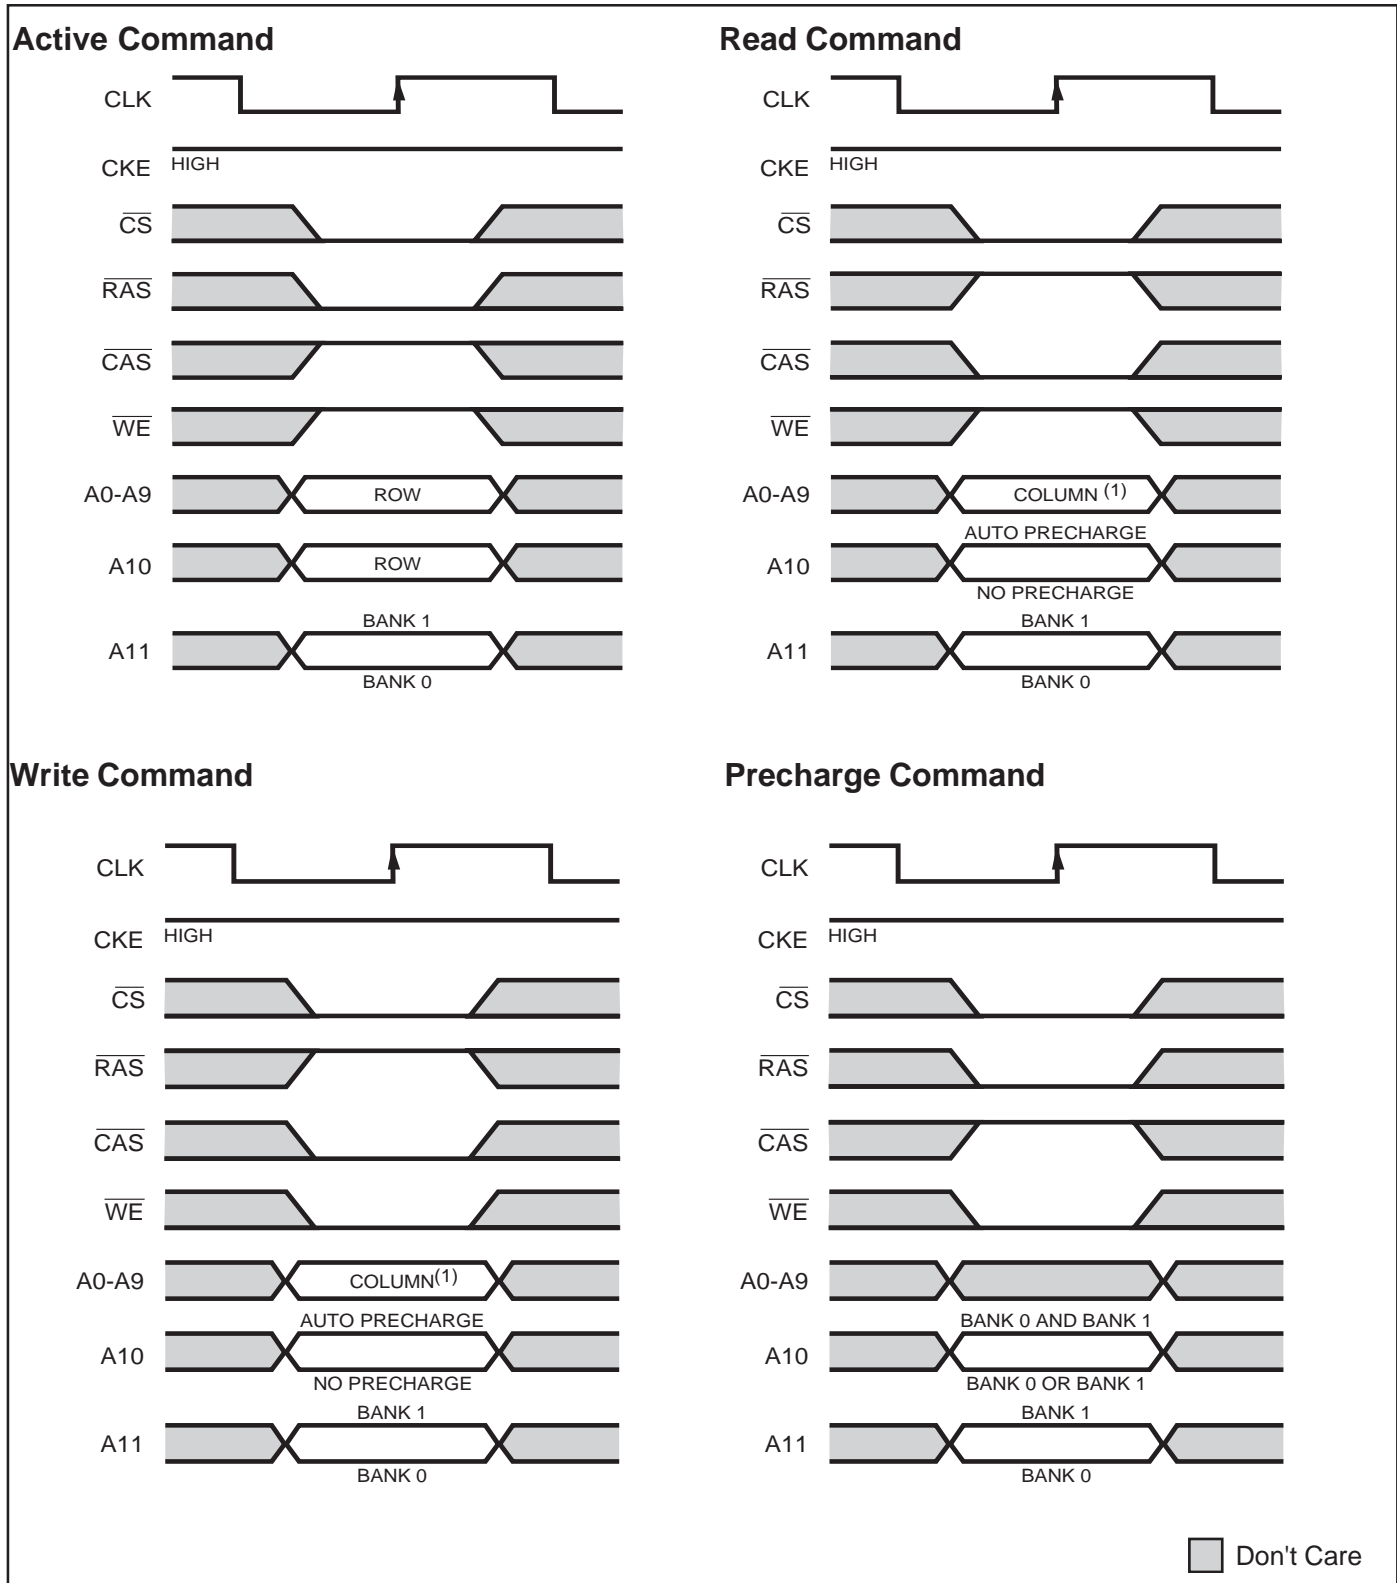 Active Command
CLK
CKE HIGH
CS
RAS
CAS
WE
A0-A9 ROW
A10 ROW
BANK 1
A11
BANK 0
Read Command
CLK
CKE HIGH
CS
RAS
CAS
WE
A0-A9 COLUMN (1)
AUTO PRECHARGE
A10
NO PRECHARGE
BANK 1
A11
BANK 0
Write Command
CLK
CKE HIGH
CS
RAS
CAS
WE
A0-A9 COLUMN(1)
AUTO PRECHARGE
A10
NO PRECHARGE
BANK 1
A11
BANK 0
Precharge Command
CLK
CKE HIGH
CS
RAS
CAS
WE
A0-A9
BANK 0 AND BANK 1
A10
BANK 0 OR BANK 1
BANK 1
A11
BANK 0
Don't Care